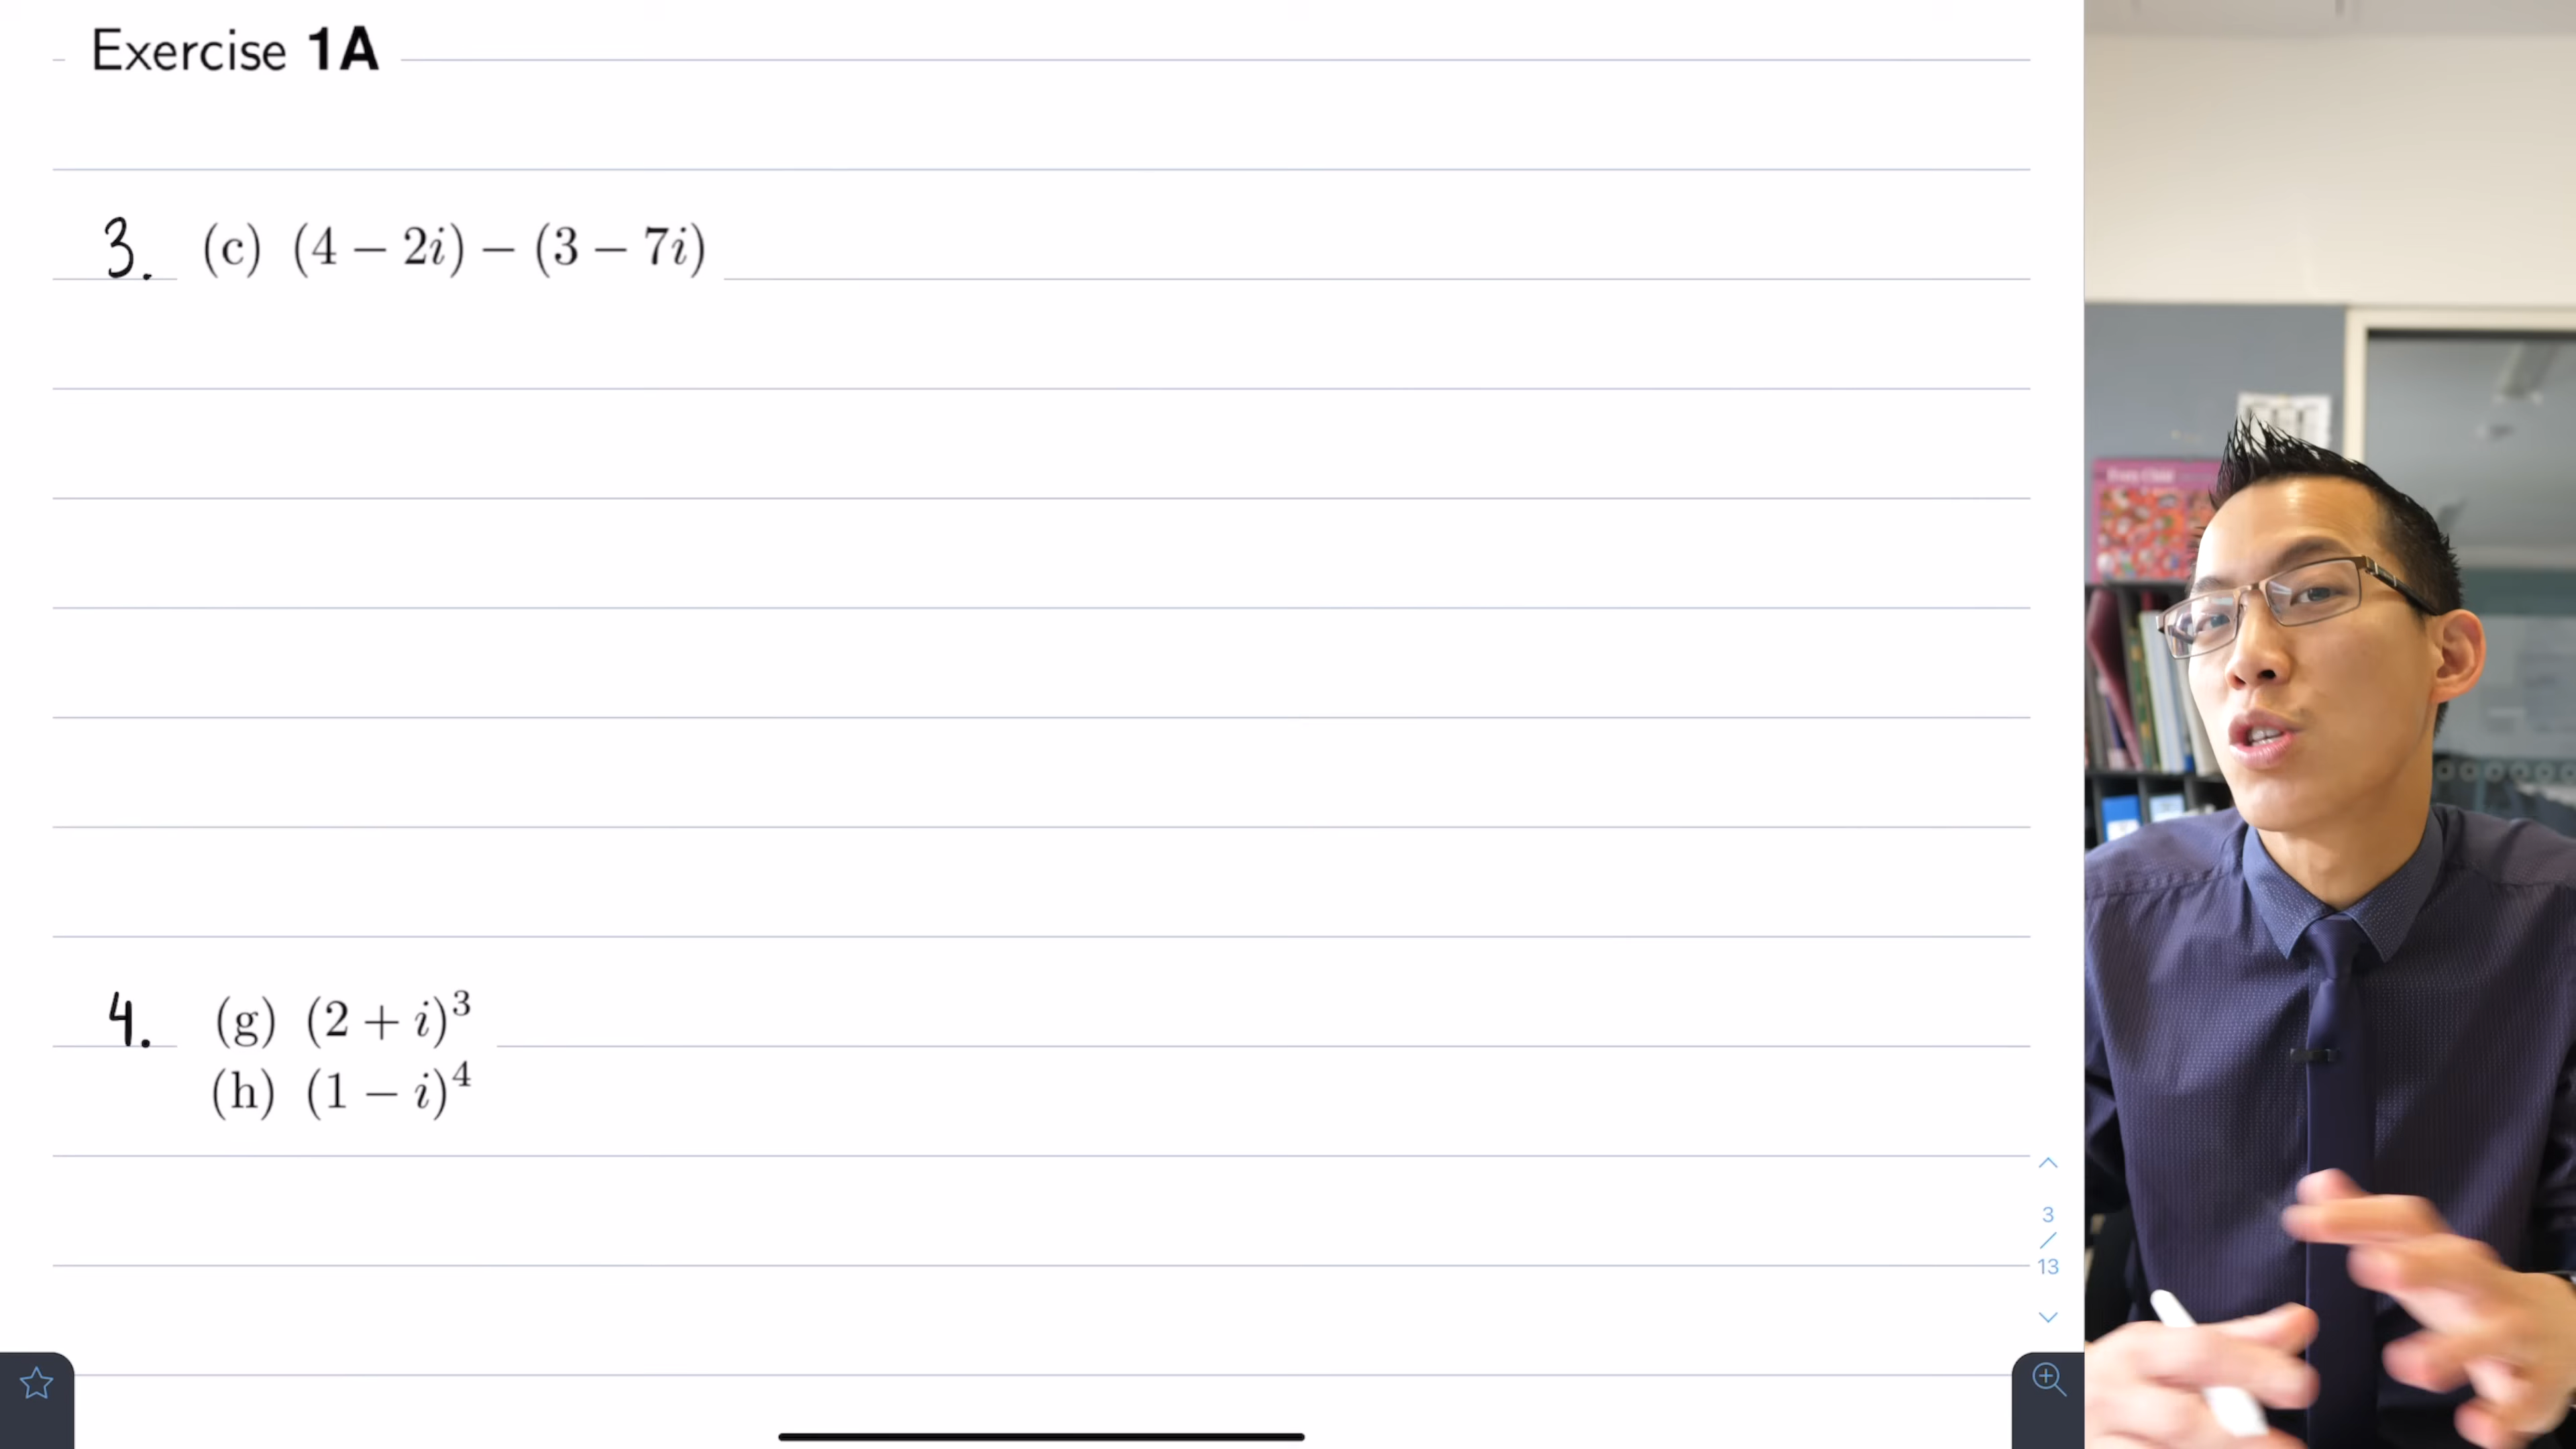 Exercise 1A
3. (c) (4 − 2i) − (3 − 7i)
4. (g) (2 + i)³
(h) (1 − i)⁴
3
/
13